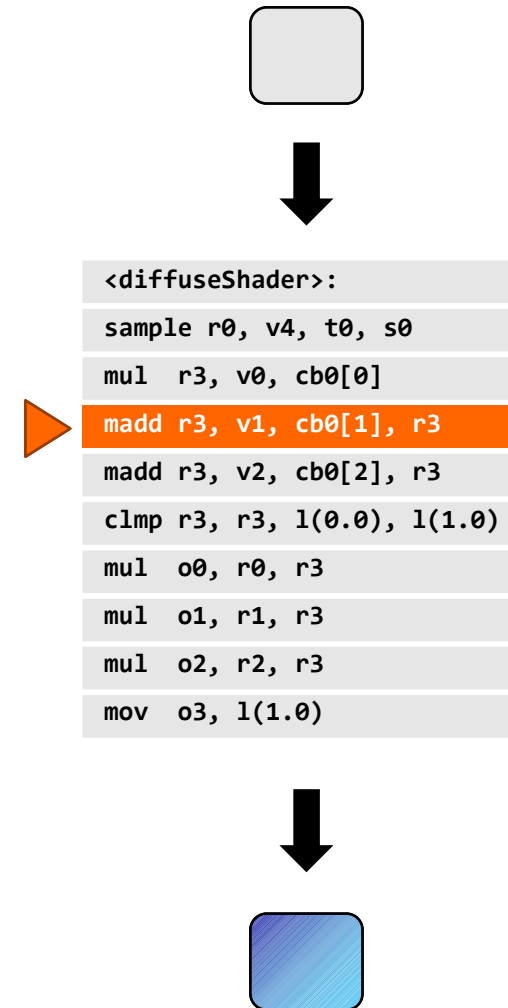 <diffuseShader>:
sample r0, v4, t0, s0
mul  r3, v0, cb0[0]
madd r3, v1, cb0[1], r3
madd r3, v2, cb0[2], r3
clmp r3, r3, l(0.0), l(1.0)
mul  o0, r0, r3
mul  o1, r1, r3
mul  o2, r2, r3
mov  o3, l(1.0)